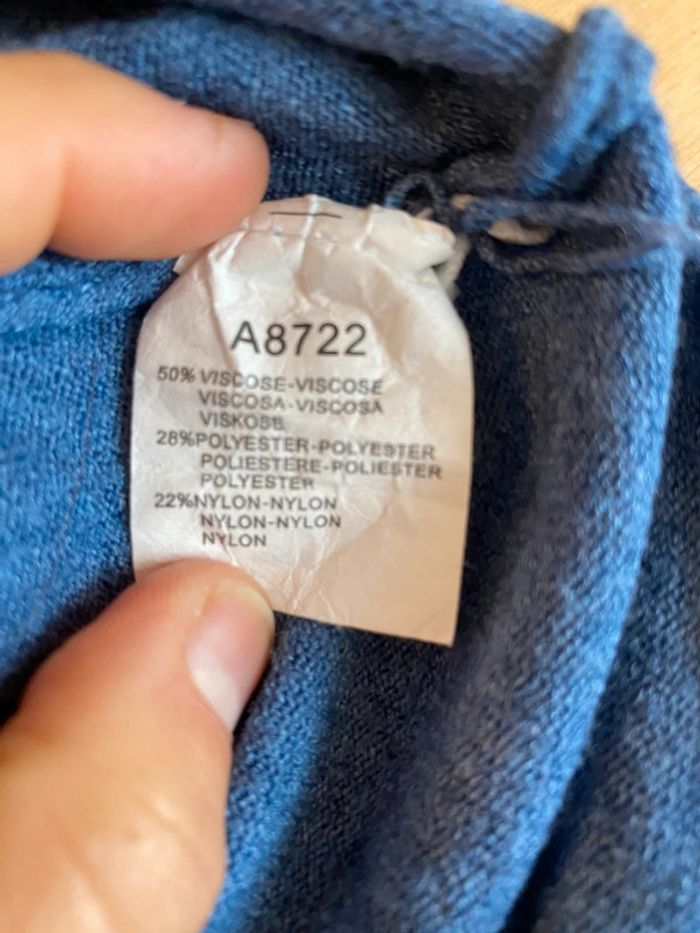 A8722
50% VISCOSE-VISCOSE
VISCOSA-VISCOSA
VISKOSE
28%POLYESTER-POLYESTER
POLIESTERE-POLIESTER
POLYESTER
22%NYLON-NYLON
NYLON-NYLON
NYLON